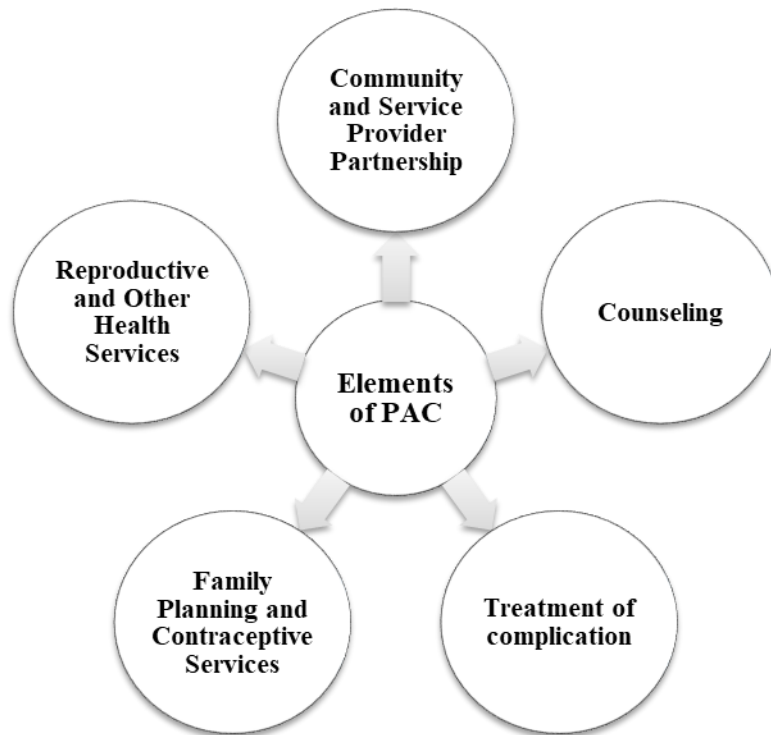 Community
and Service
Provider
Partnership
Reproductive
and Other
Health
Services
Counseling
Elements
of PAC
Family
Planning and
Contraceptive
Services
Treatment of
complication